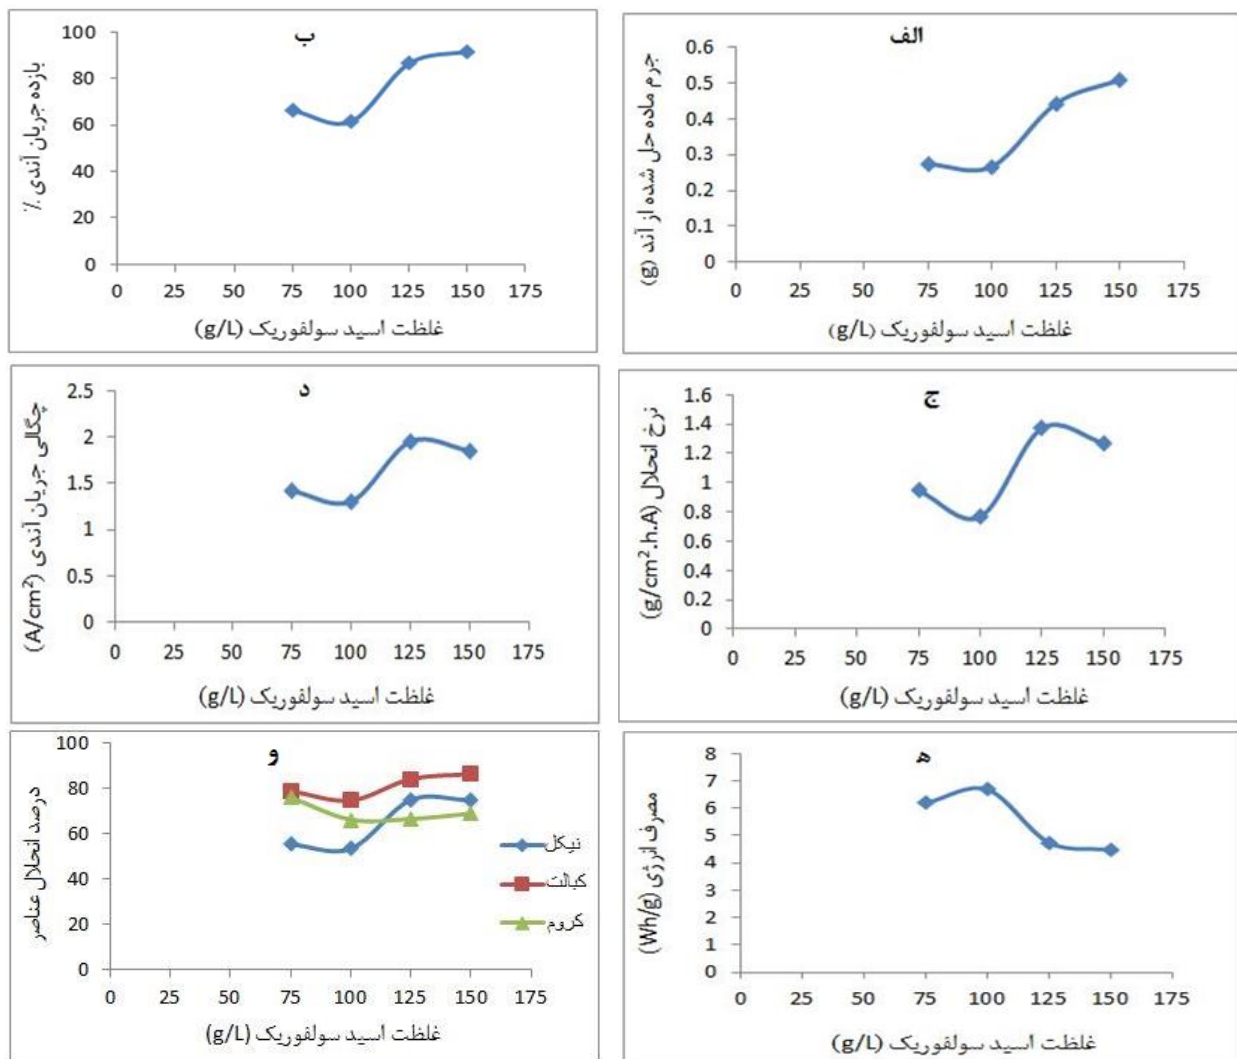 الف
جرم ماده حل شده از آند (g)
0.6
0.5
0.4
0.3
0.2
0.1
0
0 25 50 75 100 125 150 175
غلظت اسید سولفوریک (g/L)
ب
بازده جریان آندی %
100
80
60
40
20
0
0 25 50 75 100 125 150 175
غلظت اسید سولفوریک (g/L)
ج
نرخ انحلال (g/cm².h.A)
1.6
1.4
1.2
1
0.8
0.6
0.4
0.2
0
0 25 50 75 100 125 150 175
غلظت اسید سولفوریک (g/L)
د
چگالی جریان آندی (A/cm²)
2.5
2
1.5
1
0.5
0
0 25 50 75 100 125 150 175
غلظت اسید سولفوریک (g/L)
ه
مصرف انرژی (Wh/g)
8
7
6
5
4
3
2
1
0
0 25 50 75 100 125 150 175
غلظت اسید سولفوریک (g/L)
و
درصد انحلال عناصر
100
80
60
40
20
0
0 25 50 75 100 125 150 175
غلظت اسید سولفوریک (g/L)
نیکل
کبالت
کروم